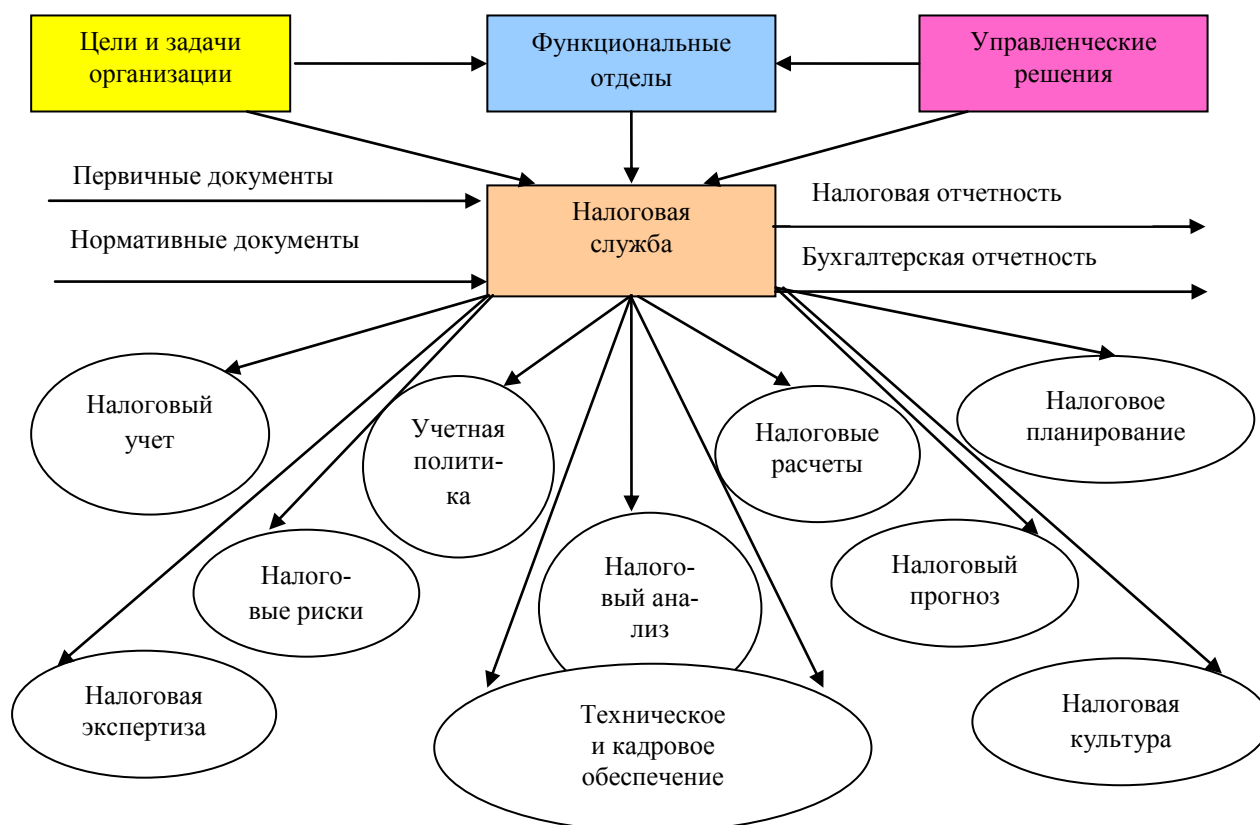 Цели и задачи
организации
Функциональные
отделы
Управленческие
решения
Первичные документы
Нормативные документы
Налоговая
служба
Налоговая отчетность
Бухгалтерская отчетность
Налоговый
учет
Учетная
полити-
ка
Налоговые
расчеты
Налоговое
планирование
Налого-
вые риски
Налого-
вый ана-
лиз
Налоговый
прогноз
Налоговая
экспертиза
Техническое
и кадровое
обеспечение
Налоговая
культура